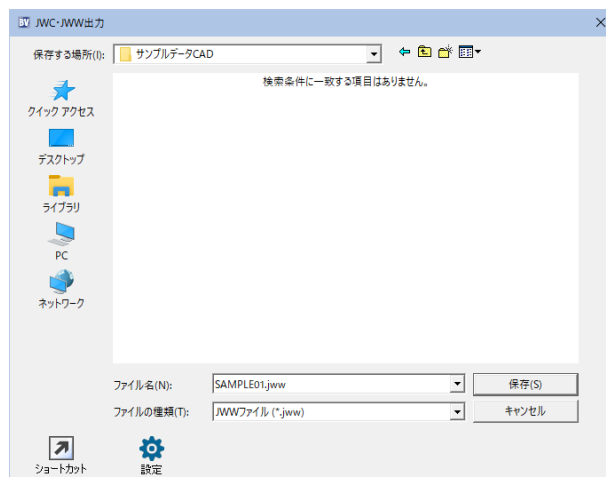 JWC・JWW出力
保存する場所(I):
サンプルデータCAD
検索条件に一致する項目はありません。
クイック アクセス
デスクトップ
ライブラリ
PC
ネットワーク
ファイル名(N):
SAMPLE01.jww
保存(S)
ファイルの種類(T):
JWWファイル (*.jww)
キャンセル
ショートカット
設定